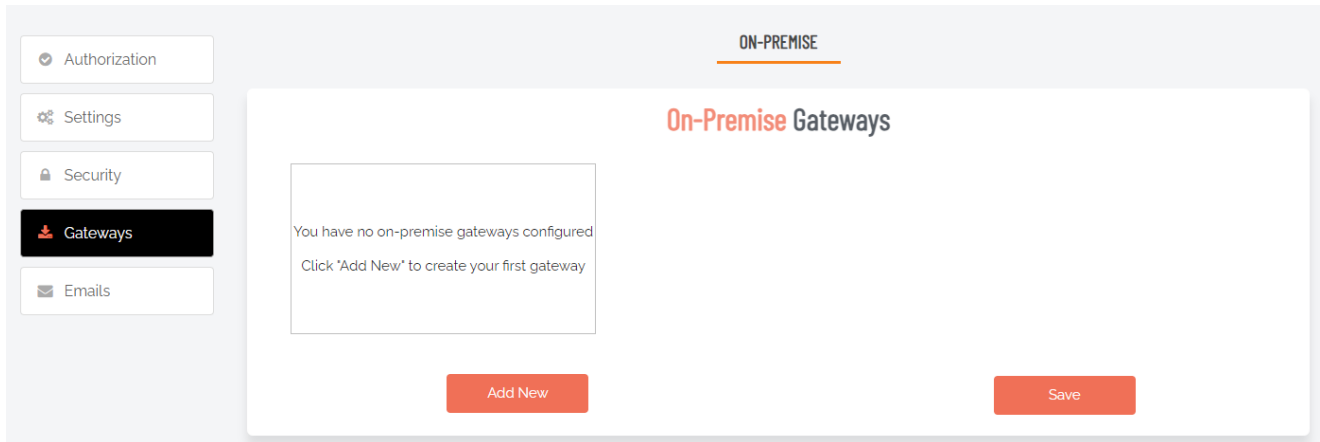 ON-PREMISE
Authorization
Settings
Security
Gateways
Emails
On-Premise Gateways
You have no on-premise gateways configured
Click "Add New" to create your first gateway
Add New
Save